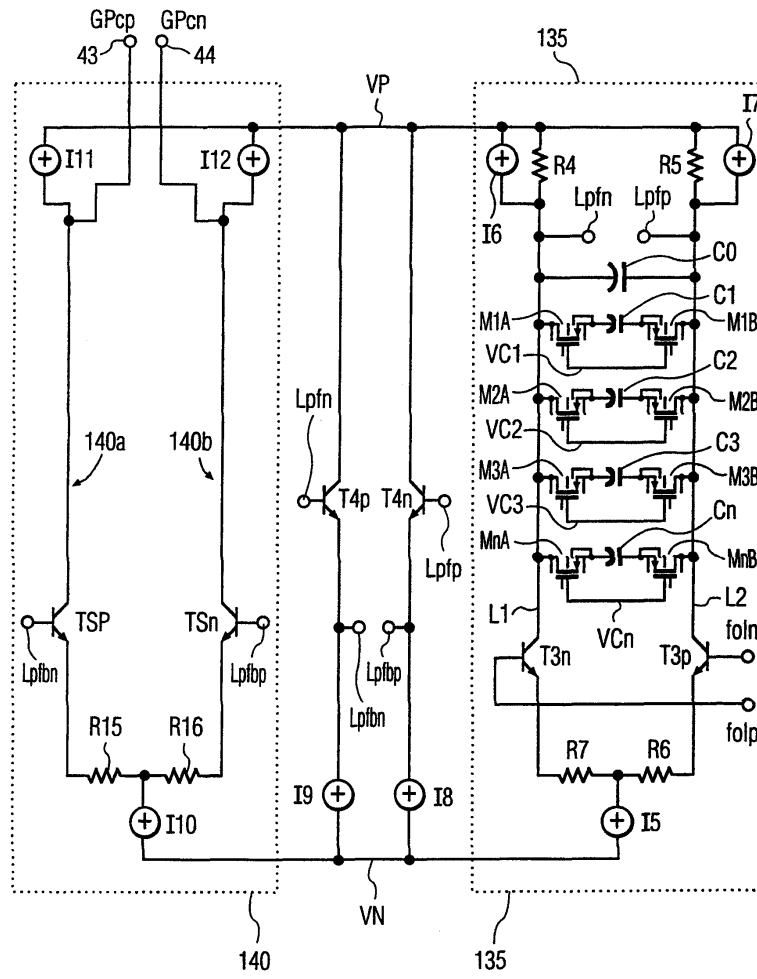 GPcp GPcn
43 44
135
VP
I11 I12
R4 R5
I6
Lpfn Lpfp
C0
C1
M1A M1B
VC1
C2
M2A M2B
VC2
C3
M3A M3B
VC3
Cn
MnA MnB
VCn
140a 140b
Lpfn
T4p T4n
Lpfp
L1 L2
TSP TSn
Lpfbn Lpfbp
Lpfbp
Lpfbn
T3n T3p
foln
folp
R15 R16
R7 R6
I9 I8
I10 I5
VN
140 135